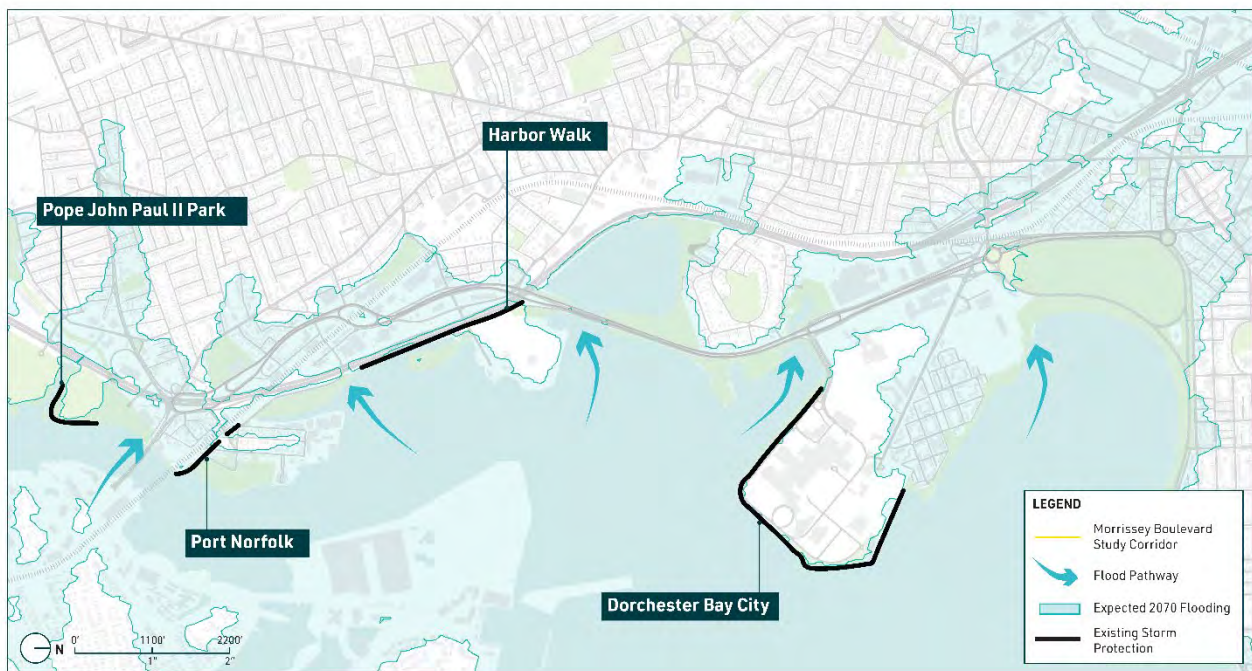 Harbor Walk
Pope John Paul II Park
Port Norfolk
Dorchester Bay City
LEGEND
Morrissey Boulevard
Study Corridor
Flood Pathway
Expected 2070 Flooding
Existing Storm
Protection
N
0' 1100' 2200'
1" 2"